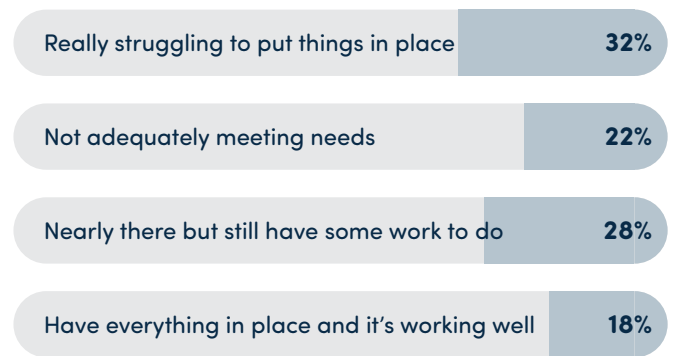 Really struggling to put things in place 32%
Not adequately meeting needs 22%
Nearly there but still have some work to do 28%
Have everything in place and it’s working well 18%